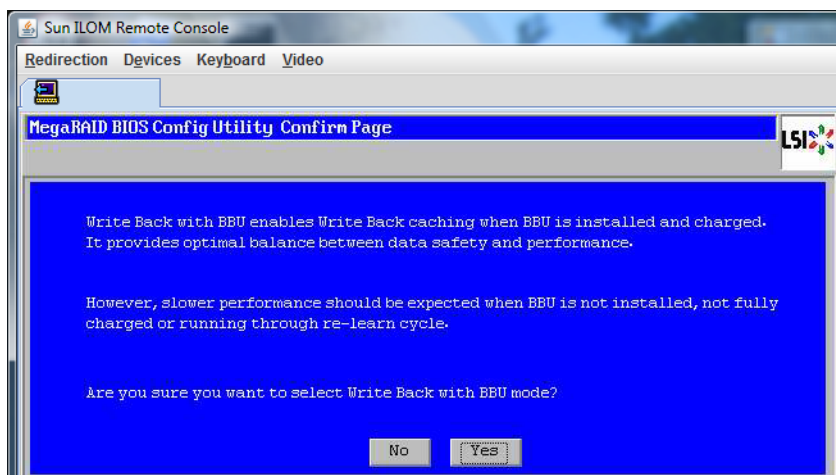 Sun ILOM Remote Console
Redirection Devices Keyboard Video
MegaRAID BIOS Config Utility Confirm Page
LSI
Write Back with BBU enables Write Back caching when BBU is installed and charged.
It provides optimal balance between data safety and performance.
However, slower performance should be expected when BBU is not installed, not fully
charged or running through re-learn cycle.
Are you sure you want to select Write Back with BBU mode?
No Yes